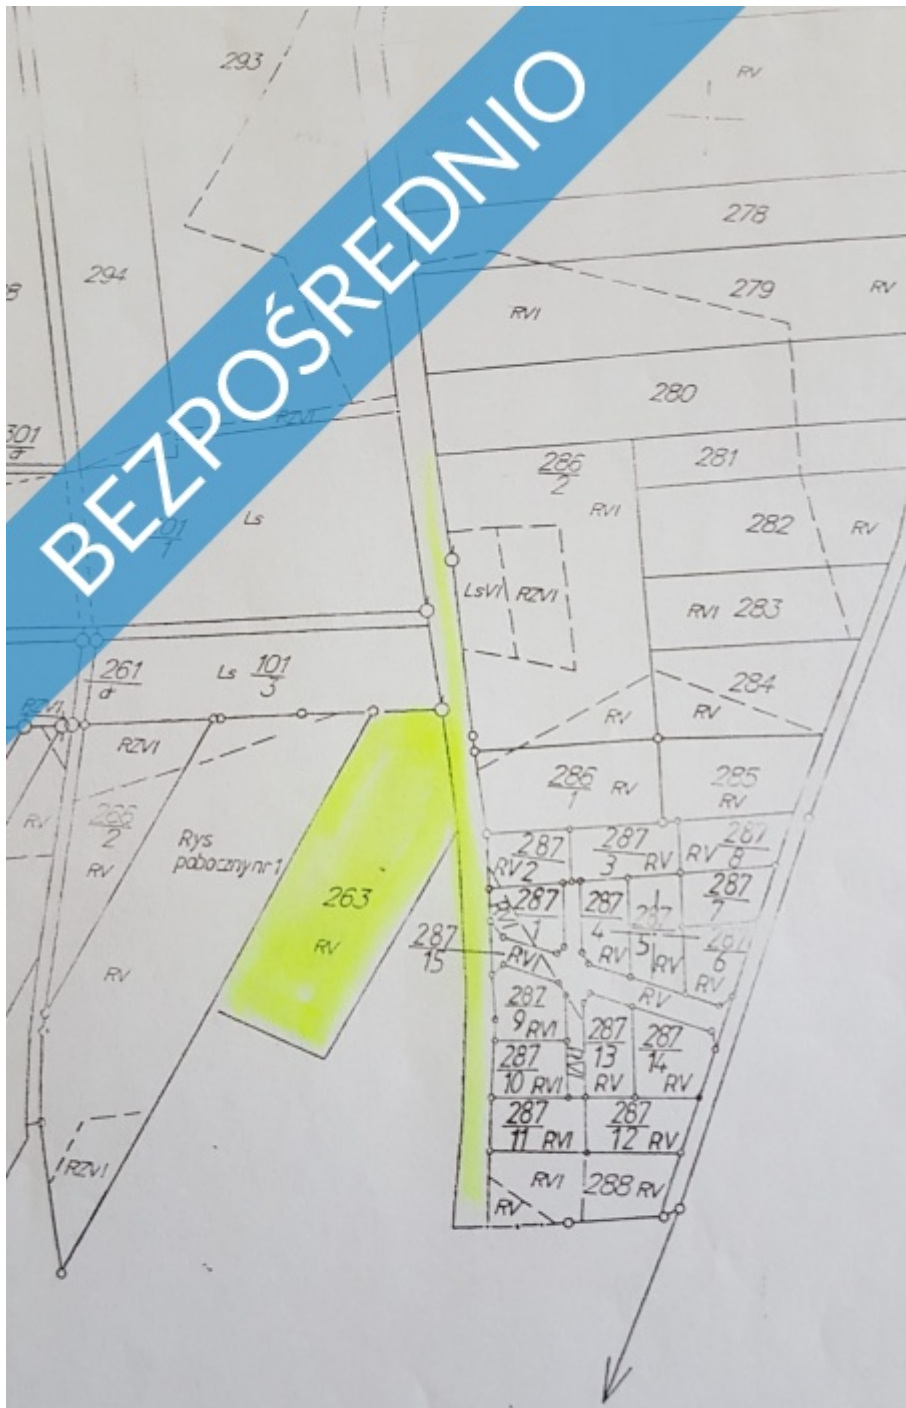 293
RV
278
294
279
RV
RVI
280
RZVI
301
286
2
281
RVI
282
RV
Ls
LsVI
RZVI
RVI 283
261
Ls 101
3
284
RV
RV
RZVI
RZVI
286
1 RV
285
RV
RV
266
2
RV
Rys
pobocznynr1
287
RV 2
287
3 RV
RV 287
8
287
1
287
4
RV
287
5
RV
287
7
287
6
RV
263
RV
287
15
RVI
RV
RV
287
9 RVI
287
13
RV
287
14
RV
287
10 RVI
287
11 RVI
287
12 RV
RZVI
RVI
288 RV
RV
BEZPOŚREDNIO